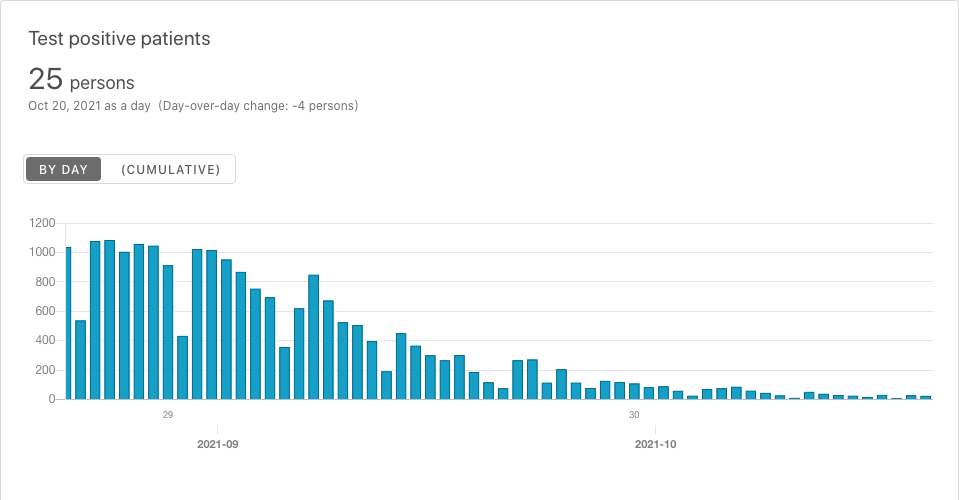 Test positive patients
25 persons
Oct 20, 2021 as a day (Day-over-day change: -4 persons)
BY DAY (CUMULATIVE)
1200
1000
800
600
400
200
0
29 30
2021-09 2021-10